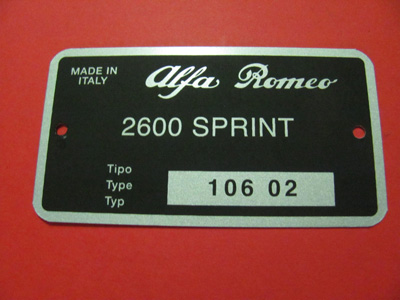 MADE IN
ITALY
Alfa Romeo
2600 SPRINT
Tipo
Type 106 02
Typ